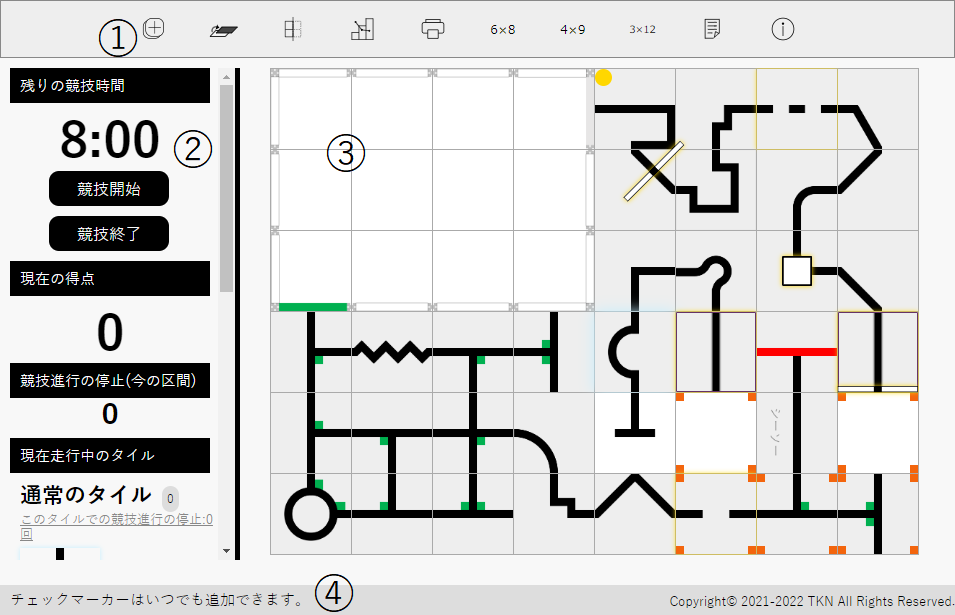 ①
6×8
4×9
3×12
残りの競技時間
8:00
②
競技開始
競技終了
現在の得点
0
競技進行の停止(今の区間)
0
現在走行中のタイル
通常のタイル 0
このタイルでの競技進行の停止:0
回
③
シーソー
チェックマーカーはいつでも追加できます。
④
Copyright© 2021-2022 TKN All Rights Reserved.